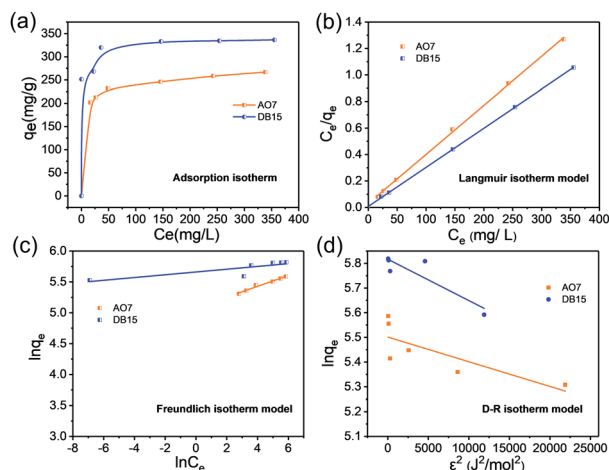 (a)
qe(mg/g)
400
350
300
250
200
150
100
50
0
AO7
DB15
Adsorption isotherm
0 50 100 150 200 250 300 350 400
Ce(mg/L)
(b)
Ce/qe
1.4
1.2
1.0
0.8
0.6
0.4
0.2
0.0
AO7
DB15
Langmuir isotherm model
0 50 100 150 200 250 300 350 400
Ce (mg/ L)
(c)
lnqe
6.0
5.5
5.0
4.5
4.0
AO7
DB15
Freundlich isotherm model
-8 -6 -4 -2 0 2 4 6
lnCe
(d)
lnqe
5.8
5.7
5.6
5.5
5.4
5.3
5.2
5.1
AO7
DB15
D-R isotherm model
0 5000 10000 15000 20000 25000
ε² (J²/mol²)